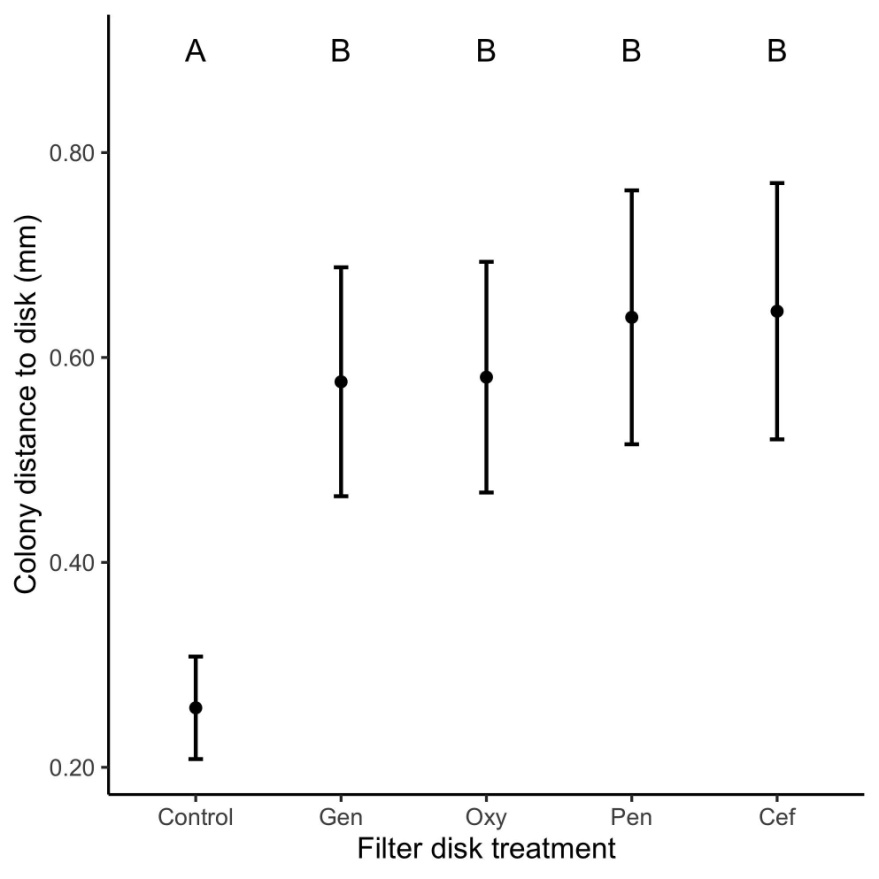 A B B B B
0.80
0.60
0.40
0.20
Colony distance to disk (mm)
Control Gen Oxy Pen Cef
Filter disk treatment